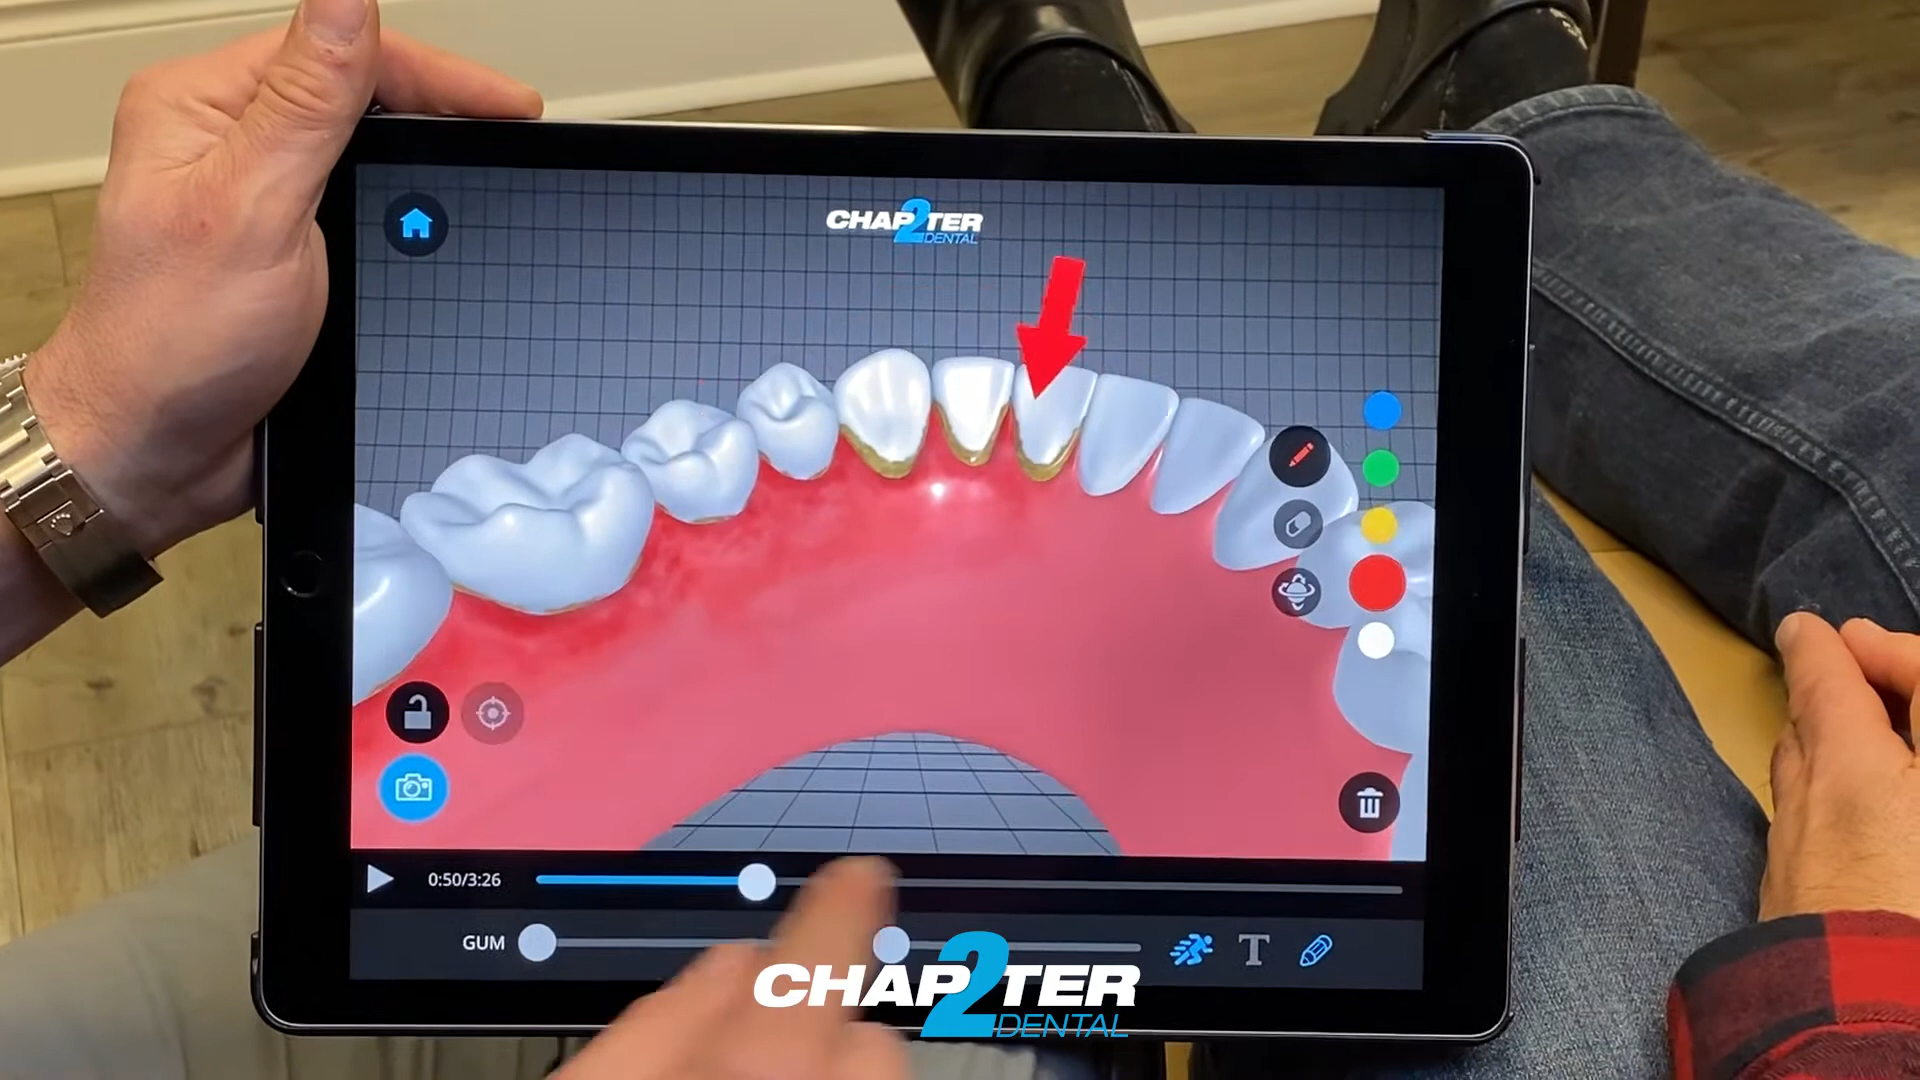 CHAP2TER
DENTAL
0:50/3:26
GUM
T
CHAP2TER
DENTAL